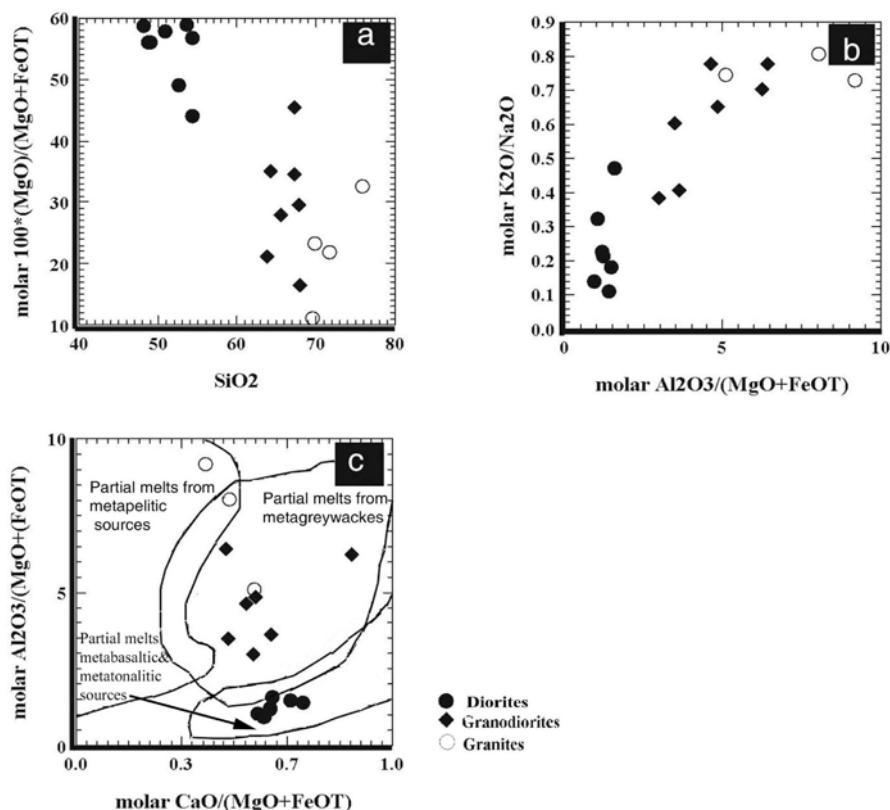 a
60
50
40
30
20
10
40
50
60
70
80
molar 100*(MgO)/(MgO+FeOT)
SiO2
b
0.9
0.8
0.7
0.6
0.5
0.4
0.3
0.2
0.1
0.0
0
5
10
molar K2O/Na2O
molar Al2O3/(MgO+FeOT)
c
10
5
0
0.0
0.3
0.7
1.0
molar Al2O3/(MgO+(FeOT)
Partial melts from
metapelitic
sources
Partial melts from
metagreywackes
Partial melts
metabasaltic&
metatonalitic
sources
molar CaO/(MgO+FeOT)
Diorites
Granodiorites
Granites